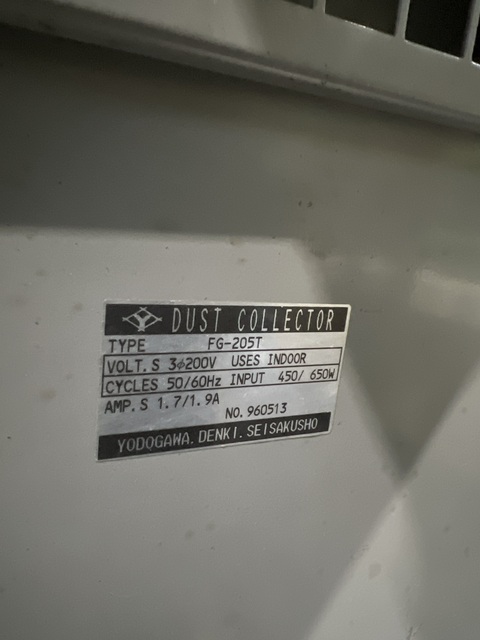 DUST COLLECTOR
TYPE FG-205T
VOLT.S 3φ200V USES INDOOR
CYCLES 50/60Hz INPUT 450/ 650W
AMP.S 1.7/1.9A
NO.960513
YODOGAWA.DENKI.SEISAKUSHO